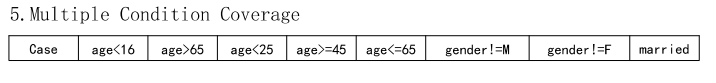 5.Multiple Condition Coverage
Case age<16 age>65 age<25 age>=45 age<=65 gender!=M gender!=F married